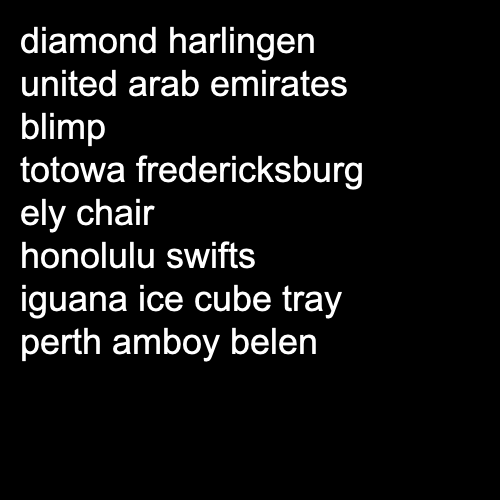 diamond harlingen
united arab emirates
blimp
totowa fredericksburg
ely chair
honolulu swifts
iguana ice cube tray
perth amboy belen